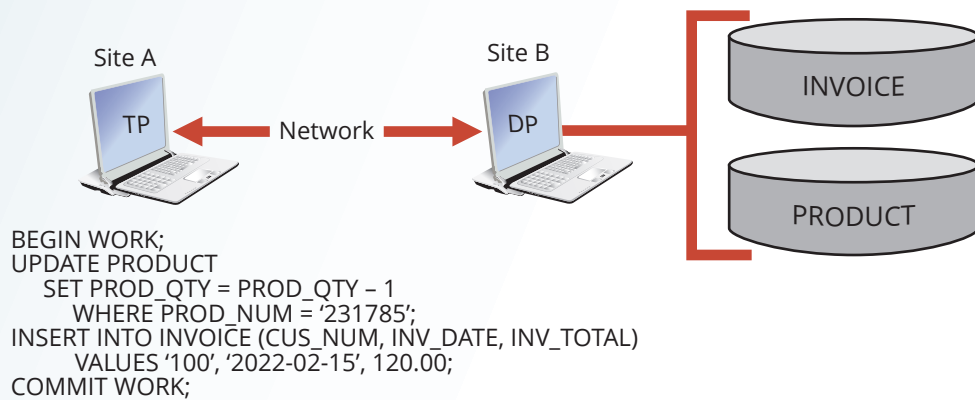 Site A
Site B
TP
Network
DP
INVOICE
PRODUCT
BEGIN WORK;
UPDATE PRODUCT
SET PROD_QTY = PROD_QTY – 1
WHERE PROD_NUM = ‘231785’;
INSERT INTO INVOICE (CUS_NUM, INV_DATE, INV_TOTAL)
VALUES ‘100’, ‘2022-02-15’, 120.00;
COMMIT WORK;